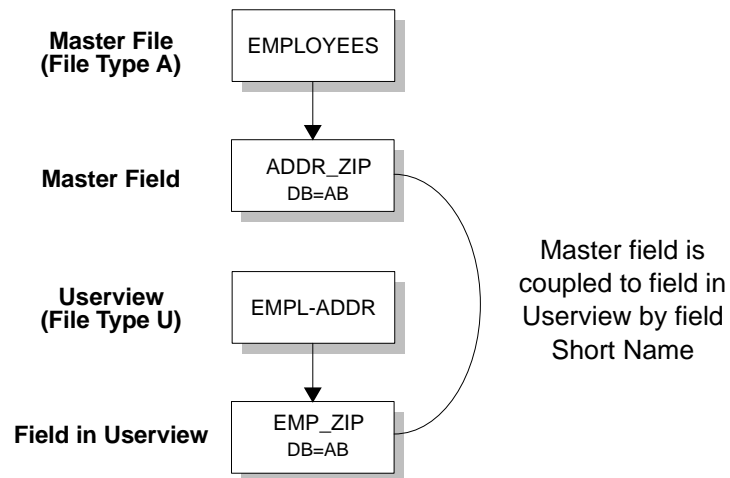 Master File
(File Type A)
EMPLOYEES
Master Field
ADDR_ZIP
DB=AB
Userview
(File Type U)
EMPL-ADDR
Field in Userview
EMP_ZIP
DB=AB
Master field is
coupled to field in
Userview by field
Short Name